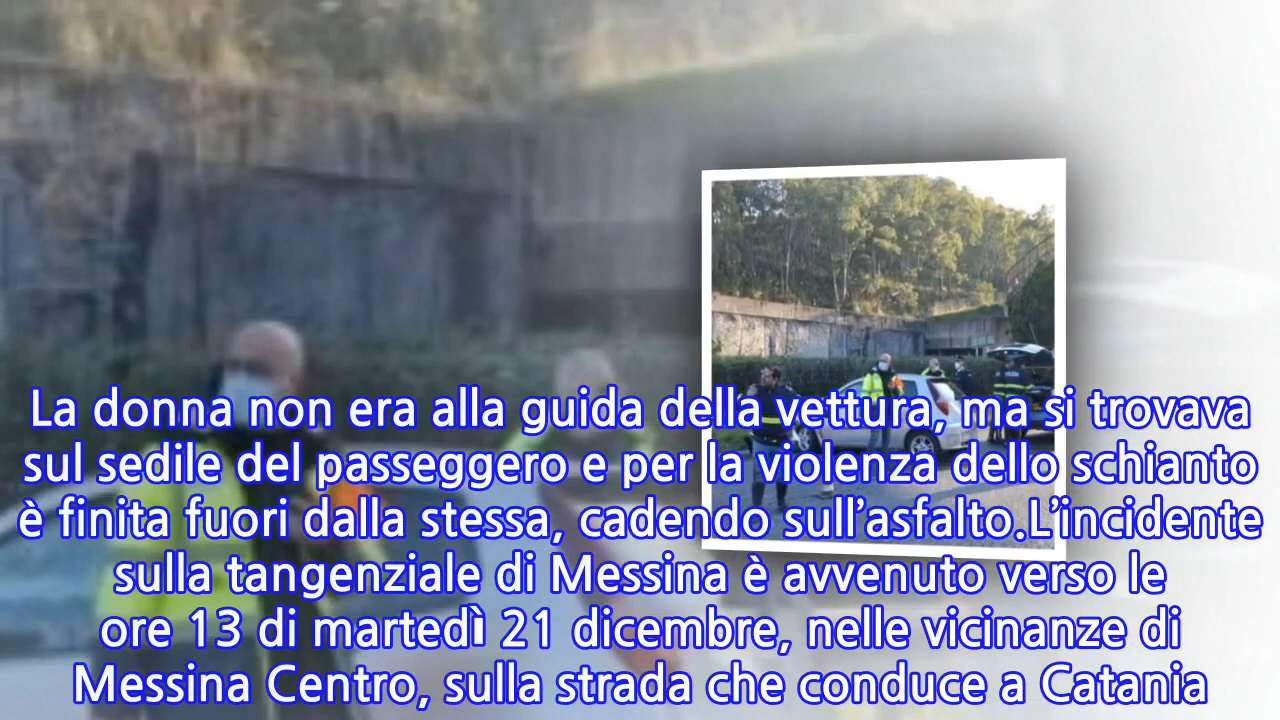 La donna non era alla guida della vettura, ma si trovava
sul sedile del passeggero e per la violenza dello schianto
è finita fuori dalla stessa, cadendo sull'asfalto.L'incidente
sulla tangenziale di Messina è avvenuto verso le
ore 13 di martedì 21 dicembre, nelle vicinanze di
Messina Centro, sulla strada che conduce a Catania